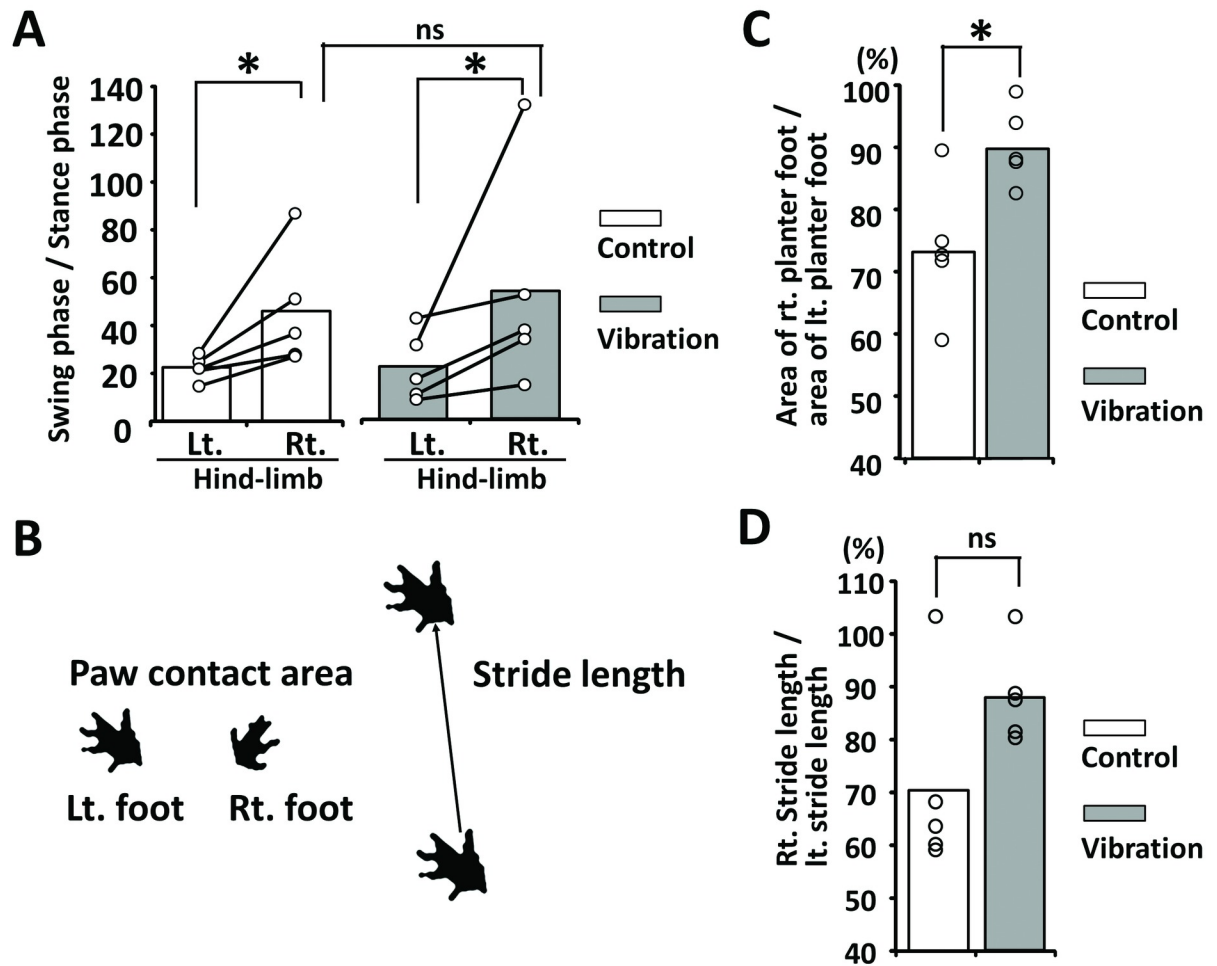 A
ns
*
*
Swing phase / Stance phase
140
120
100
80
60
40
20
0
Lt.
Rt.
Lt.
Rt.
Hind-limb
Hind-limb
Control
Vibration
B
Paw contact area
Lt. foot
Rt. foot
Stride length
C
*
(%)
Area of rt. planter foot /
area of lt. planter foot
100
90
80
70
60
50
40
Control
Vibration
D
ns
(%)
Rt. Stride length /
lt. stride length
110
100
90
80
70
60
50
40
Control
Vibration